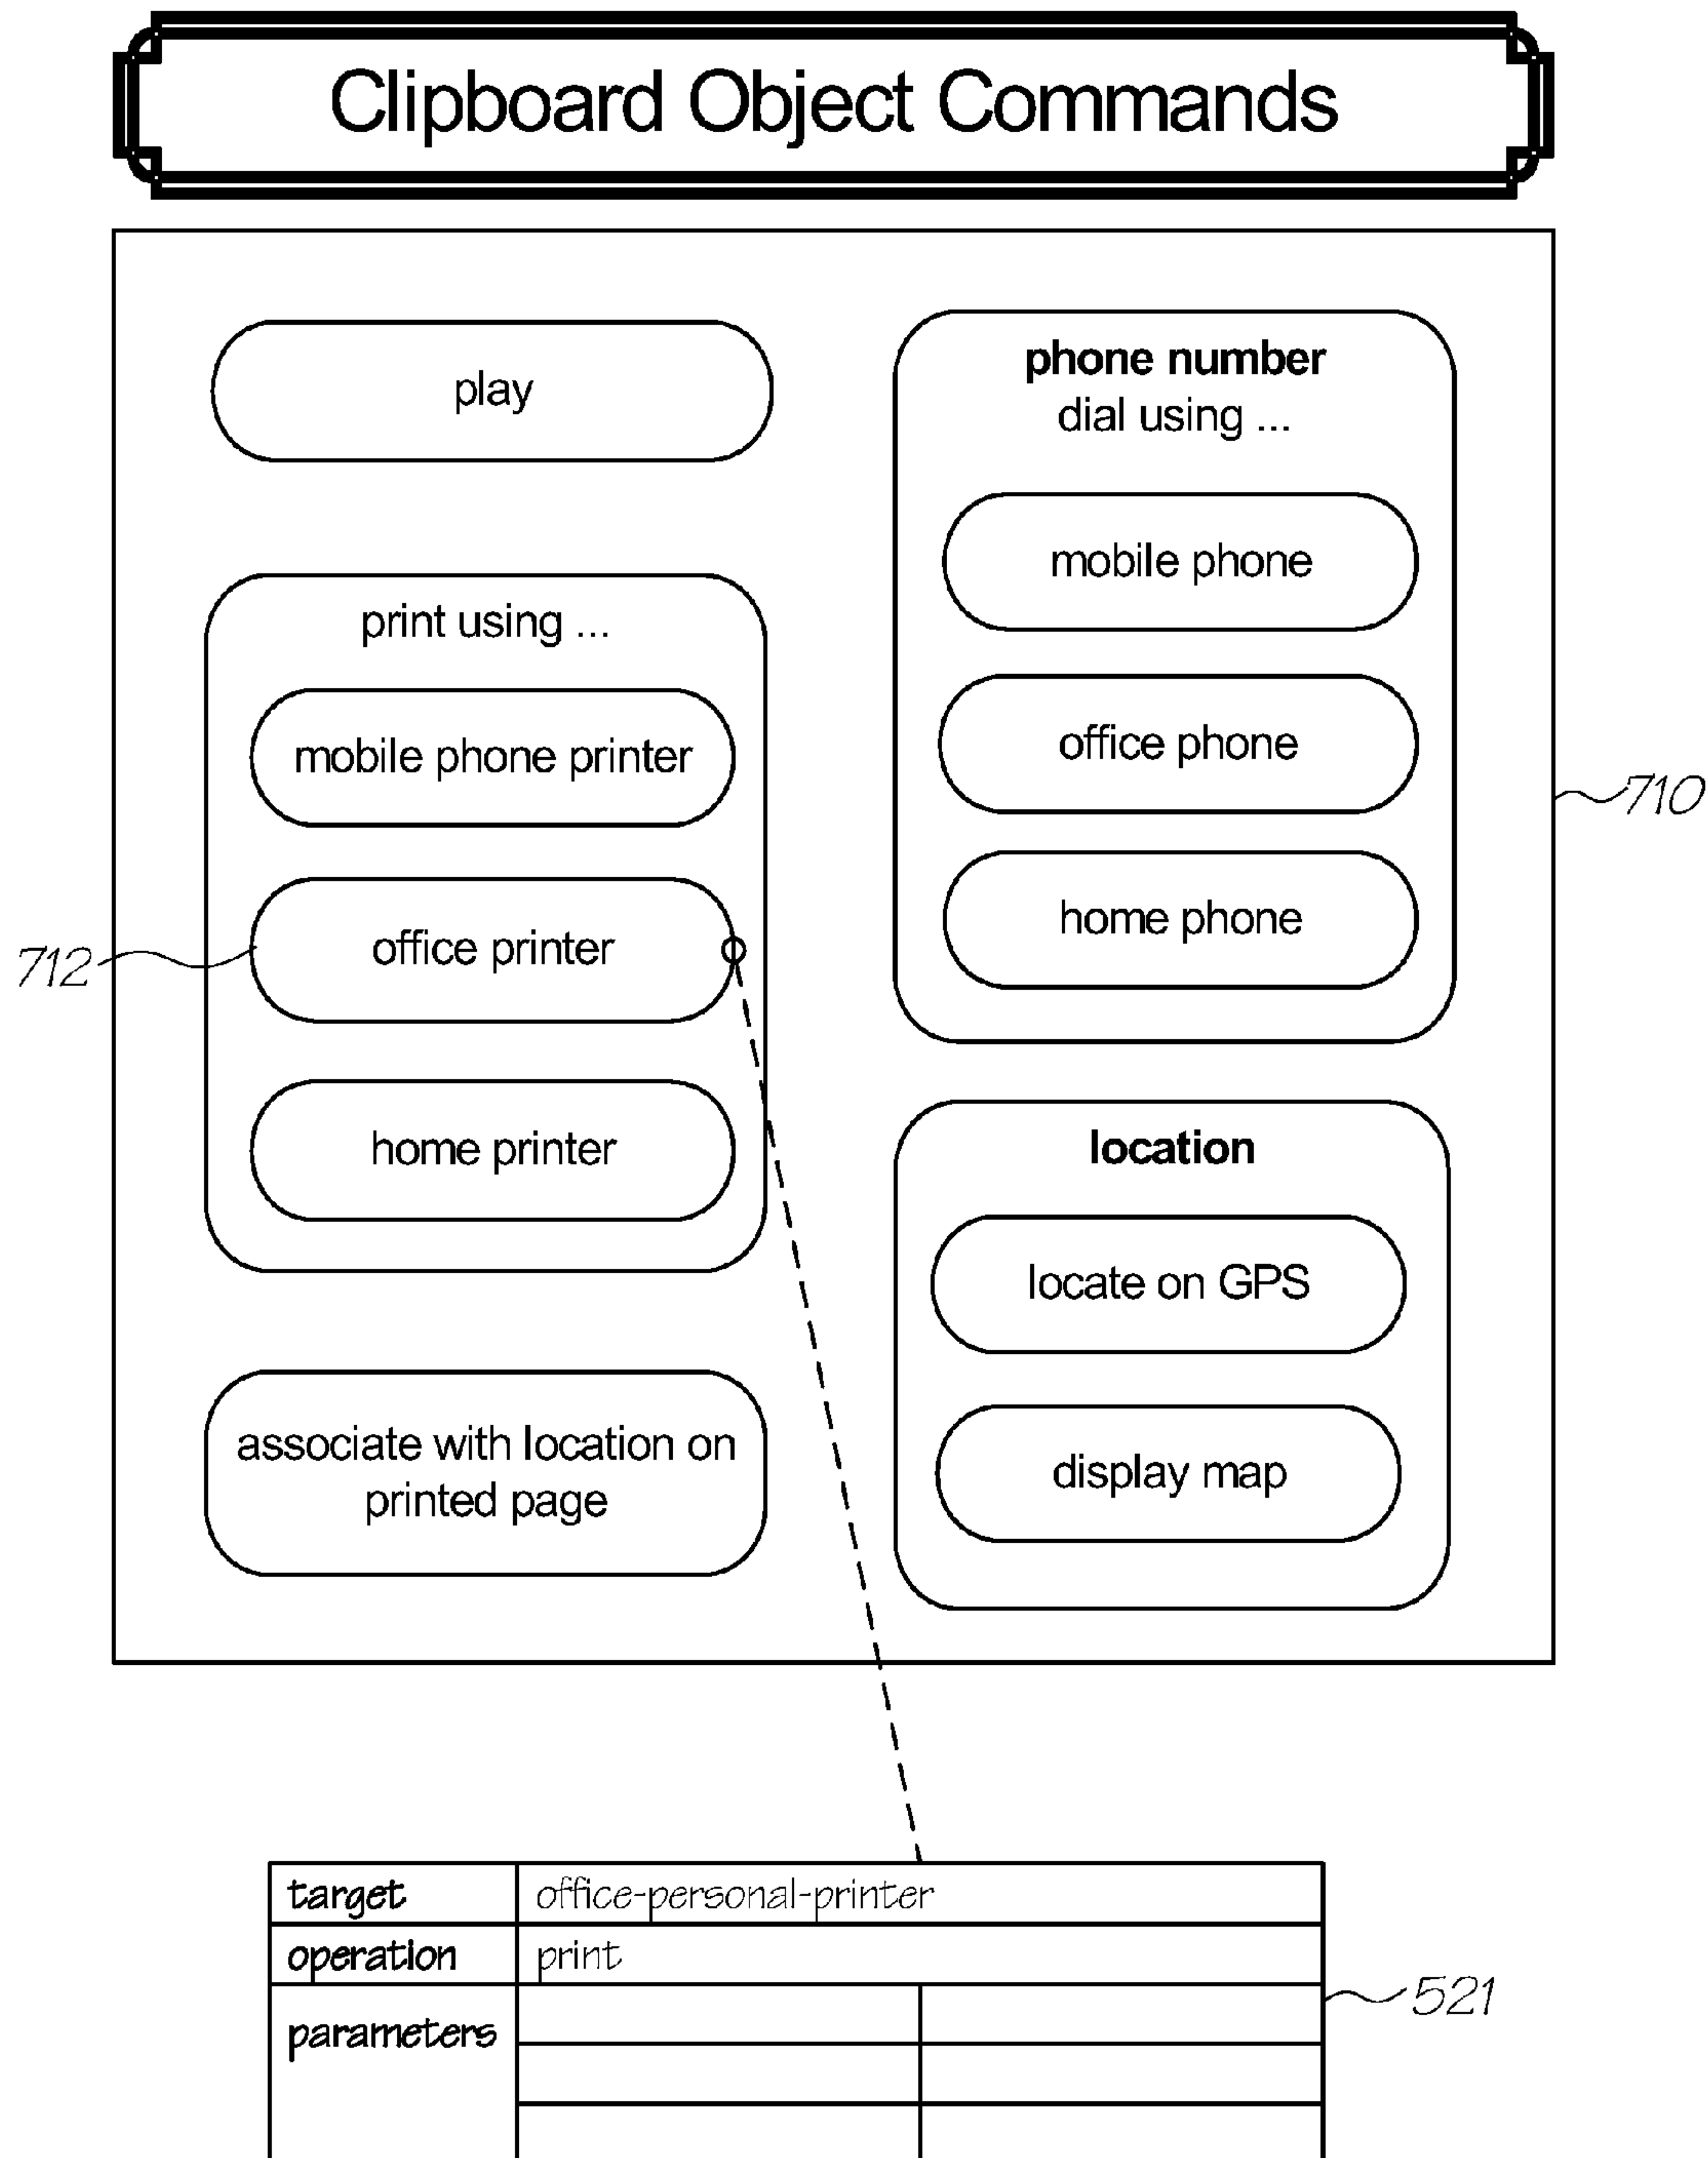 Clipboard Object Commands
play
print using ...
mobile phone printer
office printer
712
home printer
associate with location on
printed page
phone number
dial using ...
mobile phone
office phone
710
home phone
location
locate on GPS
display map
target office-personal-printer
operation print
521
parameters